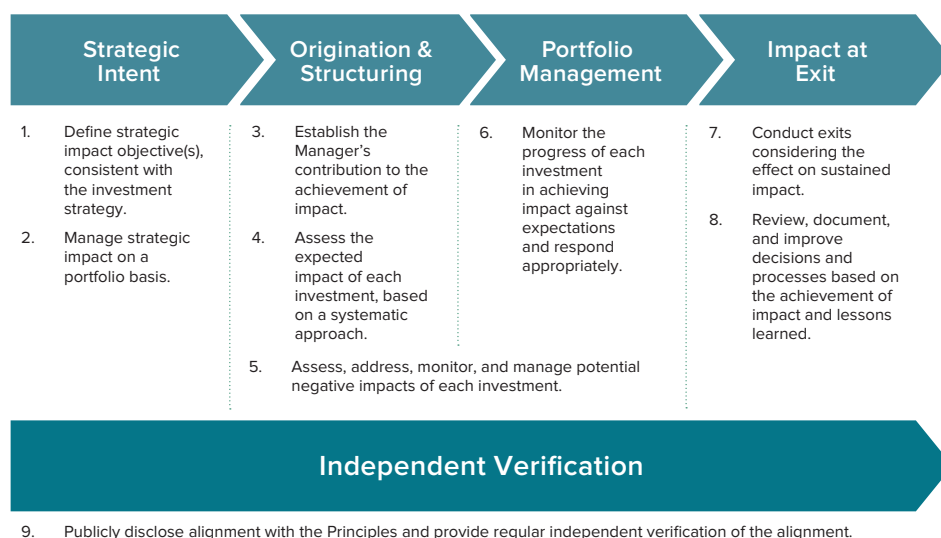 Strategic
Intent
Origination &
Structuring
Portfolio
Management
Impact at
Exit
1. Define strategic
impact objective(s),
consistent with
the investment
strategy.
2. Manage strategic
impact on a
portfolio basis.
3. Establish the
Manager's
contribution to the
achievement of
impact.
4. Assess the
expected
impact of each
investment, based
on a systematic
approach.
5. Assess, address, monitor, and manage potential
negative impacts of each investment.
6. Monitor the
progress of each
investment
in achieving
impact against
expectations
and respond
appropriately.
7. Conduct exits
considering the
effect on sustained
impact.
8. Review, document,
and improve
decisions and
processes based on
the achievement of
impact and lessons
learned.
Independent Verification
9. Publicly disclose alignment with the Principles and provide regular independent verification of the alignment.